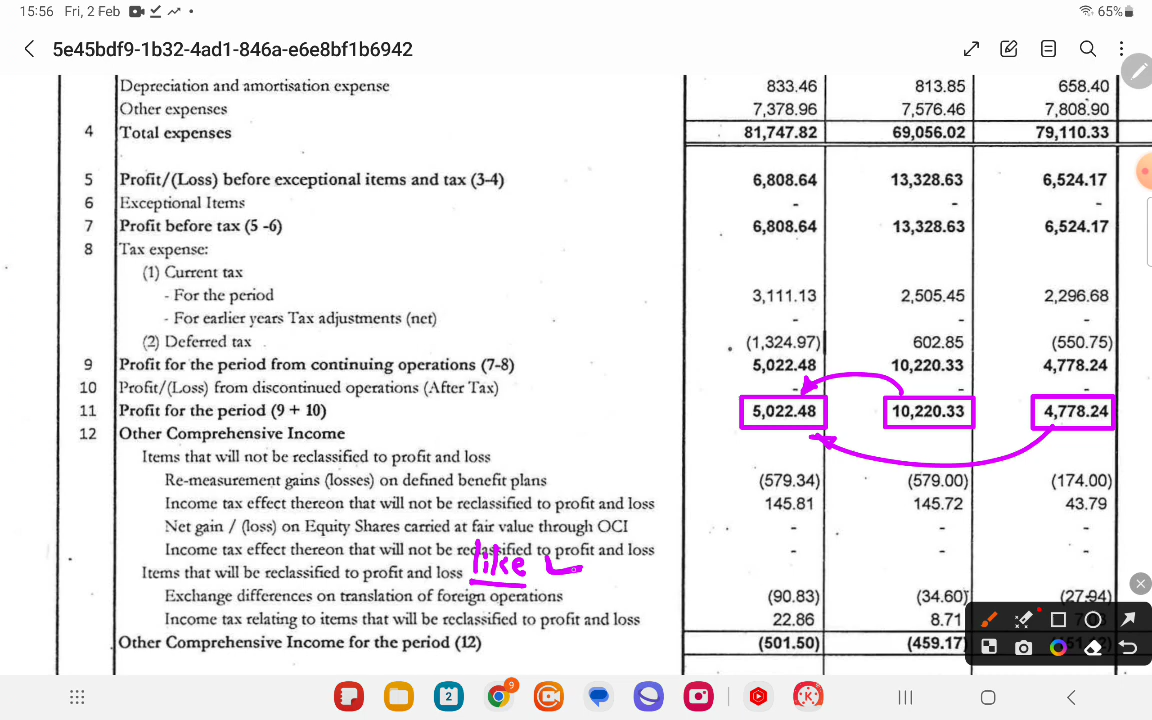 15:56 Fri, 2 Feb 65%
5e45bdf9-1b32-4ad1-846a-e6e8bf1b6942
Depreciation and amortisation expense 833.46 813.85 658.40
Other expenses 7,378.96 7,576.46 7,808.90
4 Total expenses 81,747.82 69,056.02 79,110.33
5 Profit/(Loss) before exceptional items and tax (3-4) 6,808.64 13,328.63 6,524.17
6 Exceptional Items - - -
7 Profit before tax (5 -6) 6,808.64 13,328.63 6,524.17
8 Tax expense:
(1) Current tax
- For the period 3,111.13 2,505.45 2,296.68
- For earlier years Tax adjustments (net) - - -
(2) Deferred tax (1,324.97) 602.85 (550.75)
9 Profit for the period from continuing operations (7-8) 5,022.48 10,220.33 4,778.24
10 Profit/(Loss) from discontinued operations (After Tax) - - -
11 Profit for the period (9 + 10) 5,022.48 10,220.33 4,778.24
12 Other Comprehensive Income
Items that will not be reclassified to profit and loss
Re-measurement gains (losses) on defined benefit plans (579.34) (579.00) (174.00)
Income tax effect thereon that will not be reclassified to profit and loss 145.81 145.72 43.79
Net gain / (loss) on Equity Shares carried at fair value through OCI - - -
Income tax effect thereon that will not be reclassified to profit and loss - - -
like
Items that will be reclassified to profit and loss
Exchange differences on translation of foreign operations (90.83) (34.60) (27.94)
Income tax relating to items that will be reclassified to profit and loss 22.86 8.71
Other Comprehensive Income for the period (12) (501.50) (459.17)
2
9
K